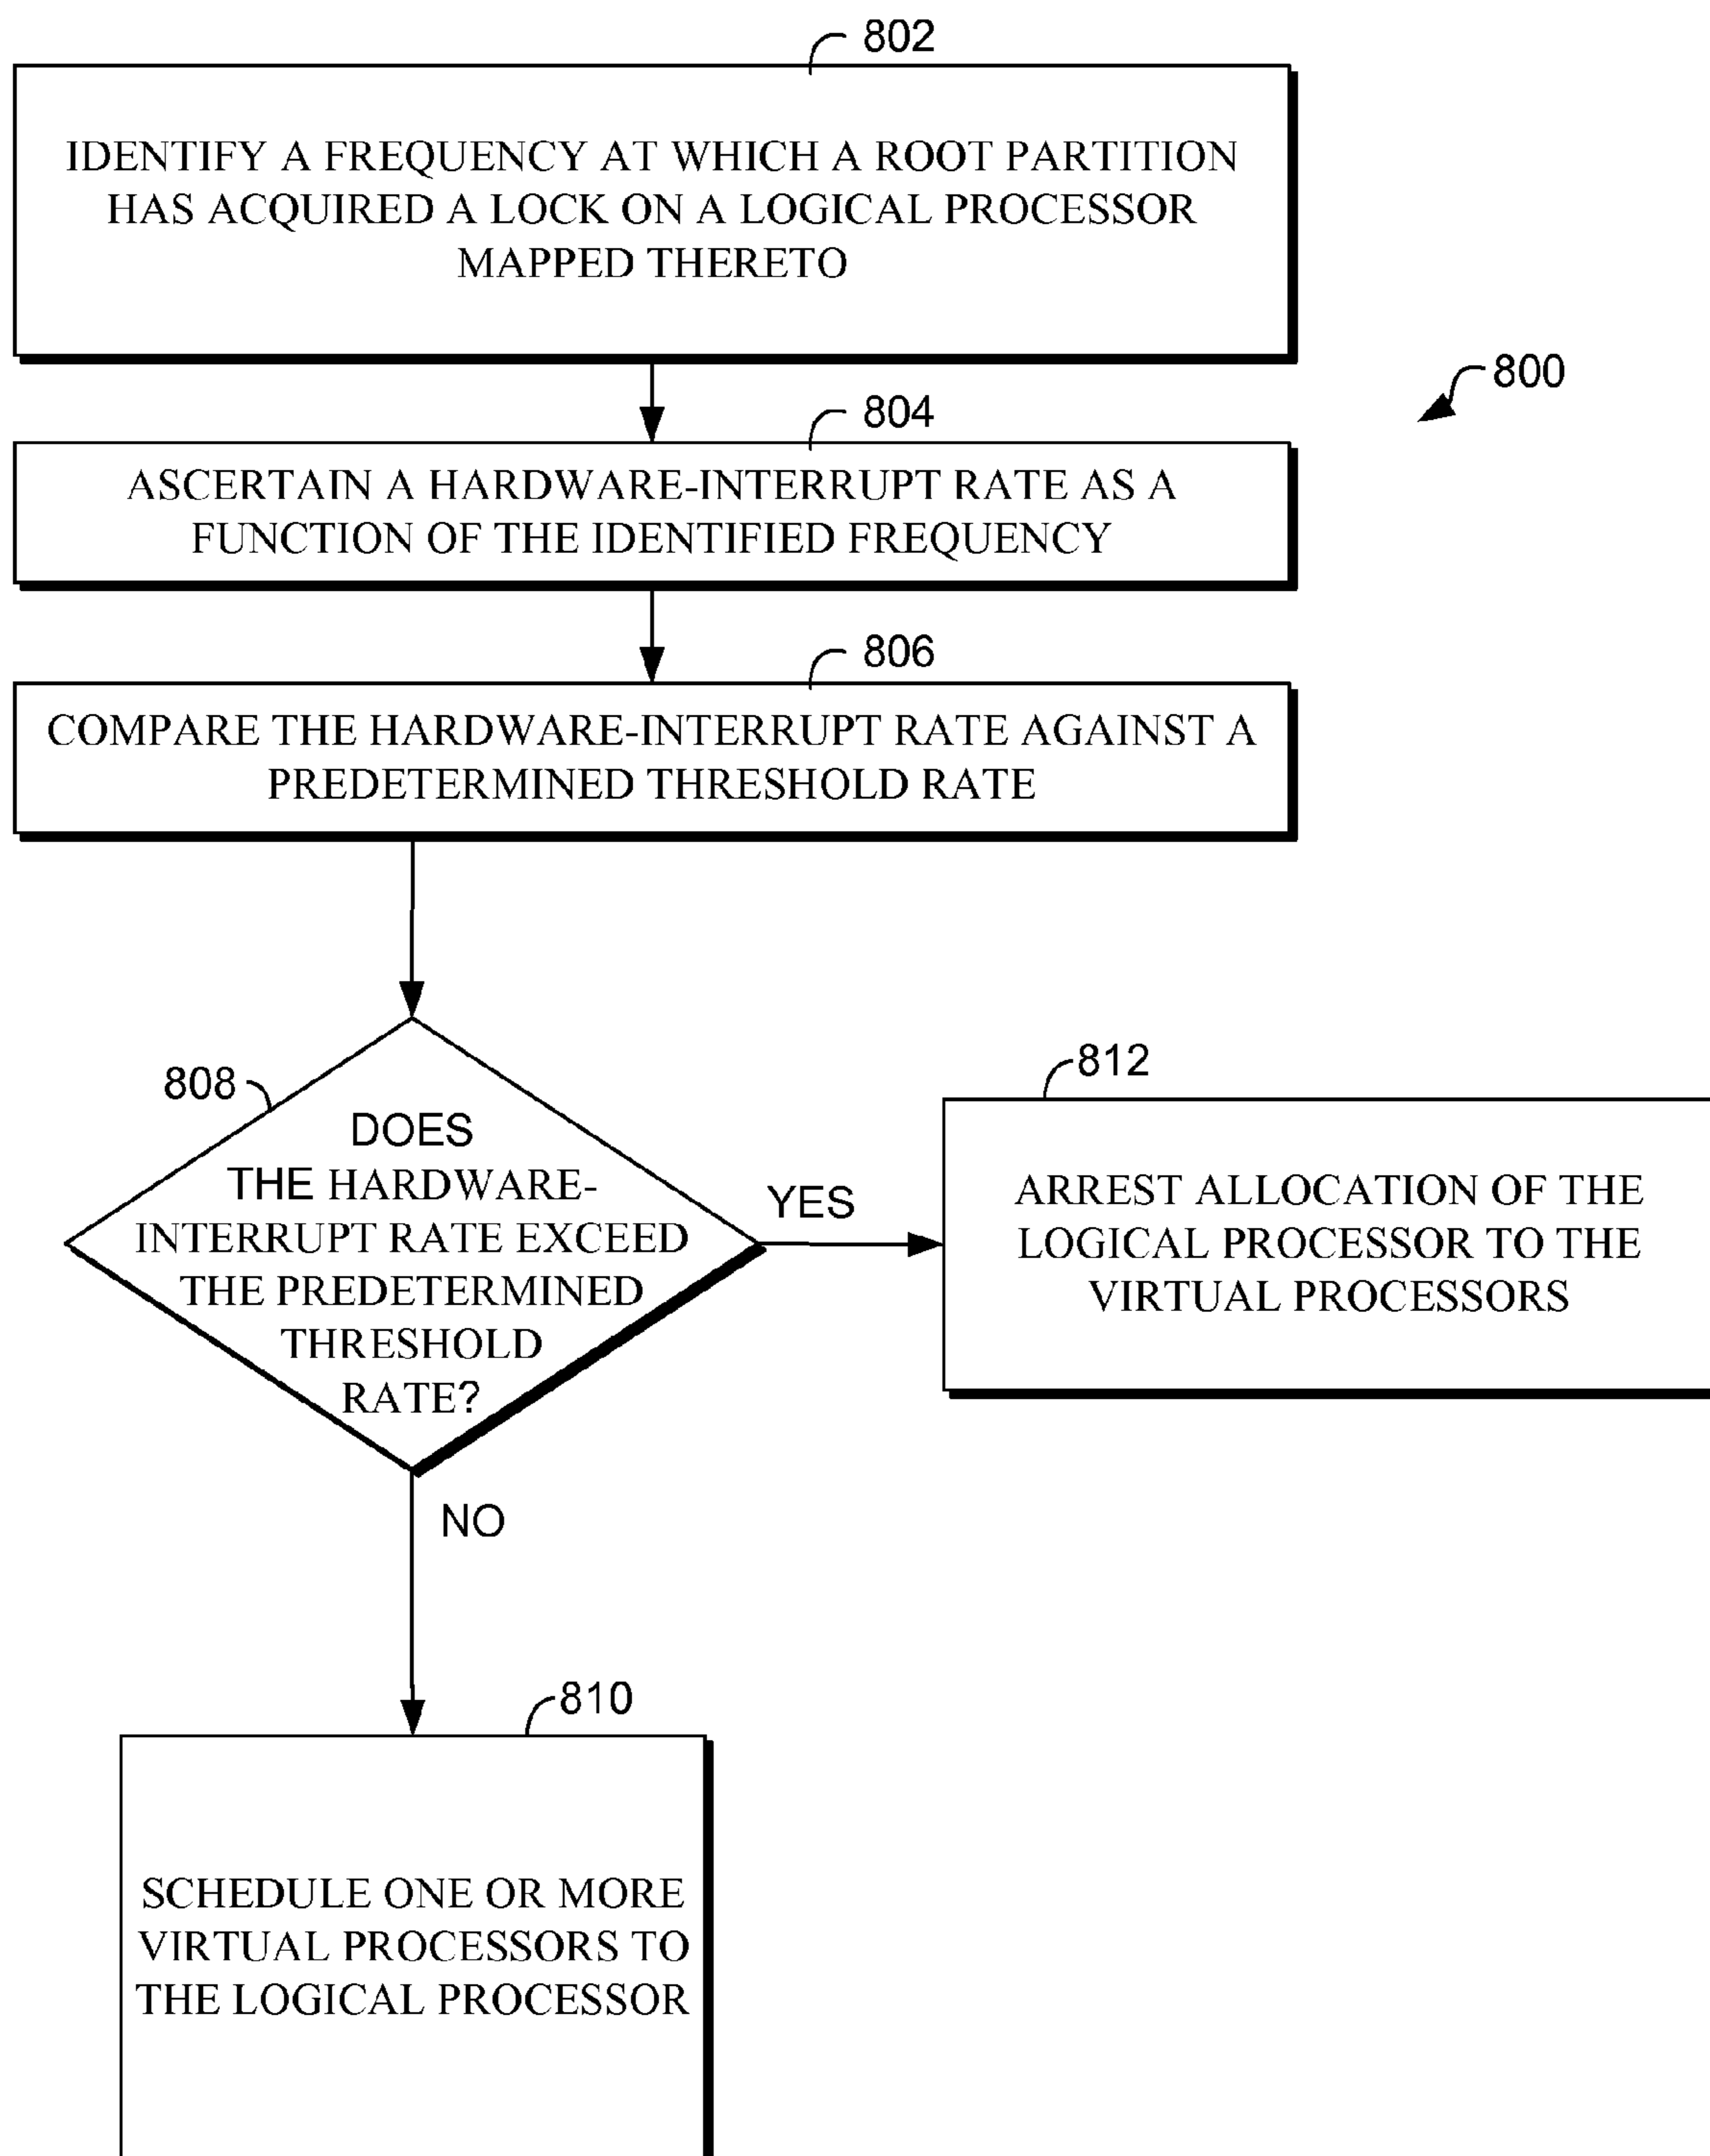 802
IDENTIFY A FREQUENCY AT WHICH A ROOT PARTITION
HAS ACQUIRED A LOCK ON A LOGICAL PROCESSOR
MAPPED THERETO
800
804
ASCERTAIN A HARDWARE-INTERRUPT RATE AS A
FUNCTION OF THE IDENTIFIED FREQUENCY
806
COMPARE THE HARDWARE-INTERRUPT RATE AGAINST A
PREDETERMINED THRESHOLD RATE
808
DOES
THE HARDWARE-
INTERRUPT RATE EXCEED
THE PREDETERMINED
THRESHOLD
RATE?
YES
812
ARREST ALLOCATION OF THE
LOGICAL PROCESSOR TO THE
VIRTUAL PROCESSORS
NO
810
SCHEDULE ONE OR MORE
VIRTUAL PROCESSORS TO
THE LOGICAL PROCESSOR